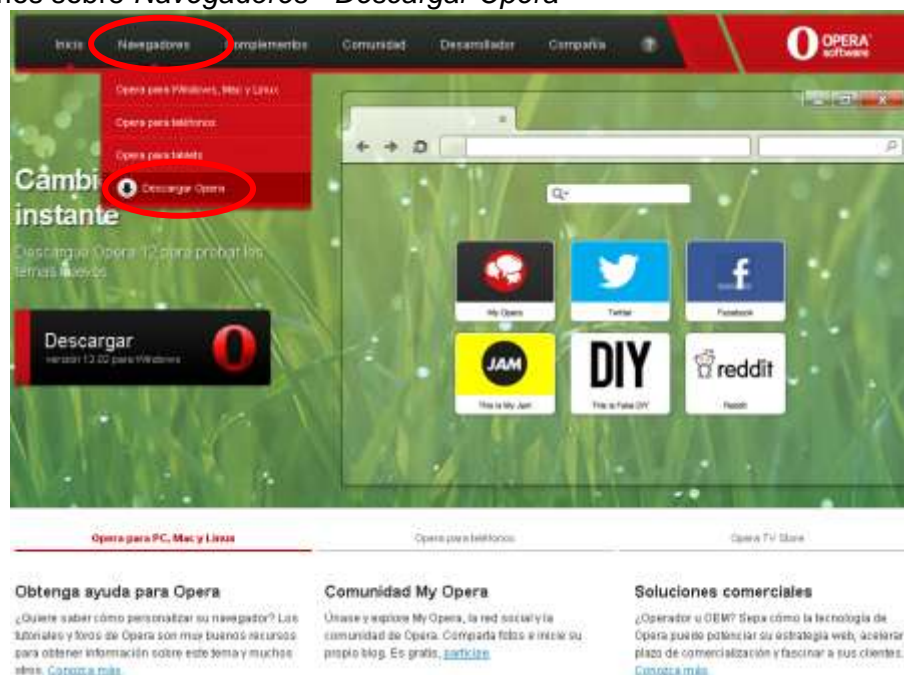 nos sobre Navegadores - Descargar Opera
Inicio Navegadores Complementos Comunidad Desarrollador Compañía
OPERA software
Opera para Windows, Mac y Linux
Opera para teléfonos
Opera para tablets
Descargar Opera
Cámbi
instante
Descargue Opera 12 para probar los
temas nuevos
Descargar
para Windows
My Opera Twitter Facebook
JAM DIY reddit
This is My Jam This is Fake DIY Reddit
Opera para PC, Mac y Linux Opera para teléfonos Opera TV Store
Obtenga ayuda para Opera
¿Quiere saber cómo personalizar su navegador? Los
tutoriales y foros de Opera son muy buenos recursos
para obtener información sobre este tema y muchos
otros. Conozca más
Comunidad My Opera
Únase y explore My Opera, la red social y la
comunidad de Opera. Comparta fotos e inicie su
propio blog. Es gratis, participe
Soluciones comerciales
¿Operador u OEM? Sepa cómo la tecnología de
Opera puede potenciar su estrategia web, acelerar
plazo de comercialización y fascinar a sus clientes.
Conozca más